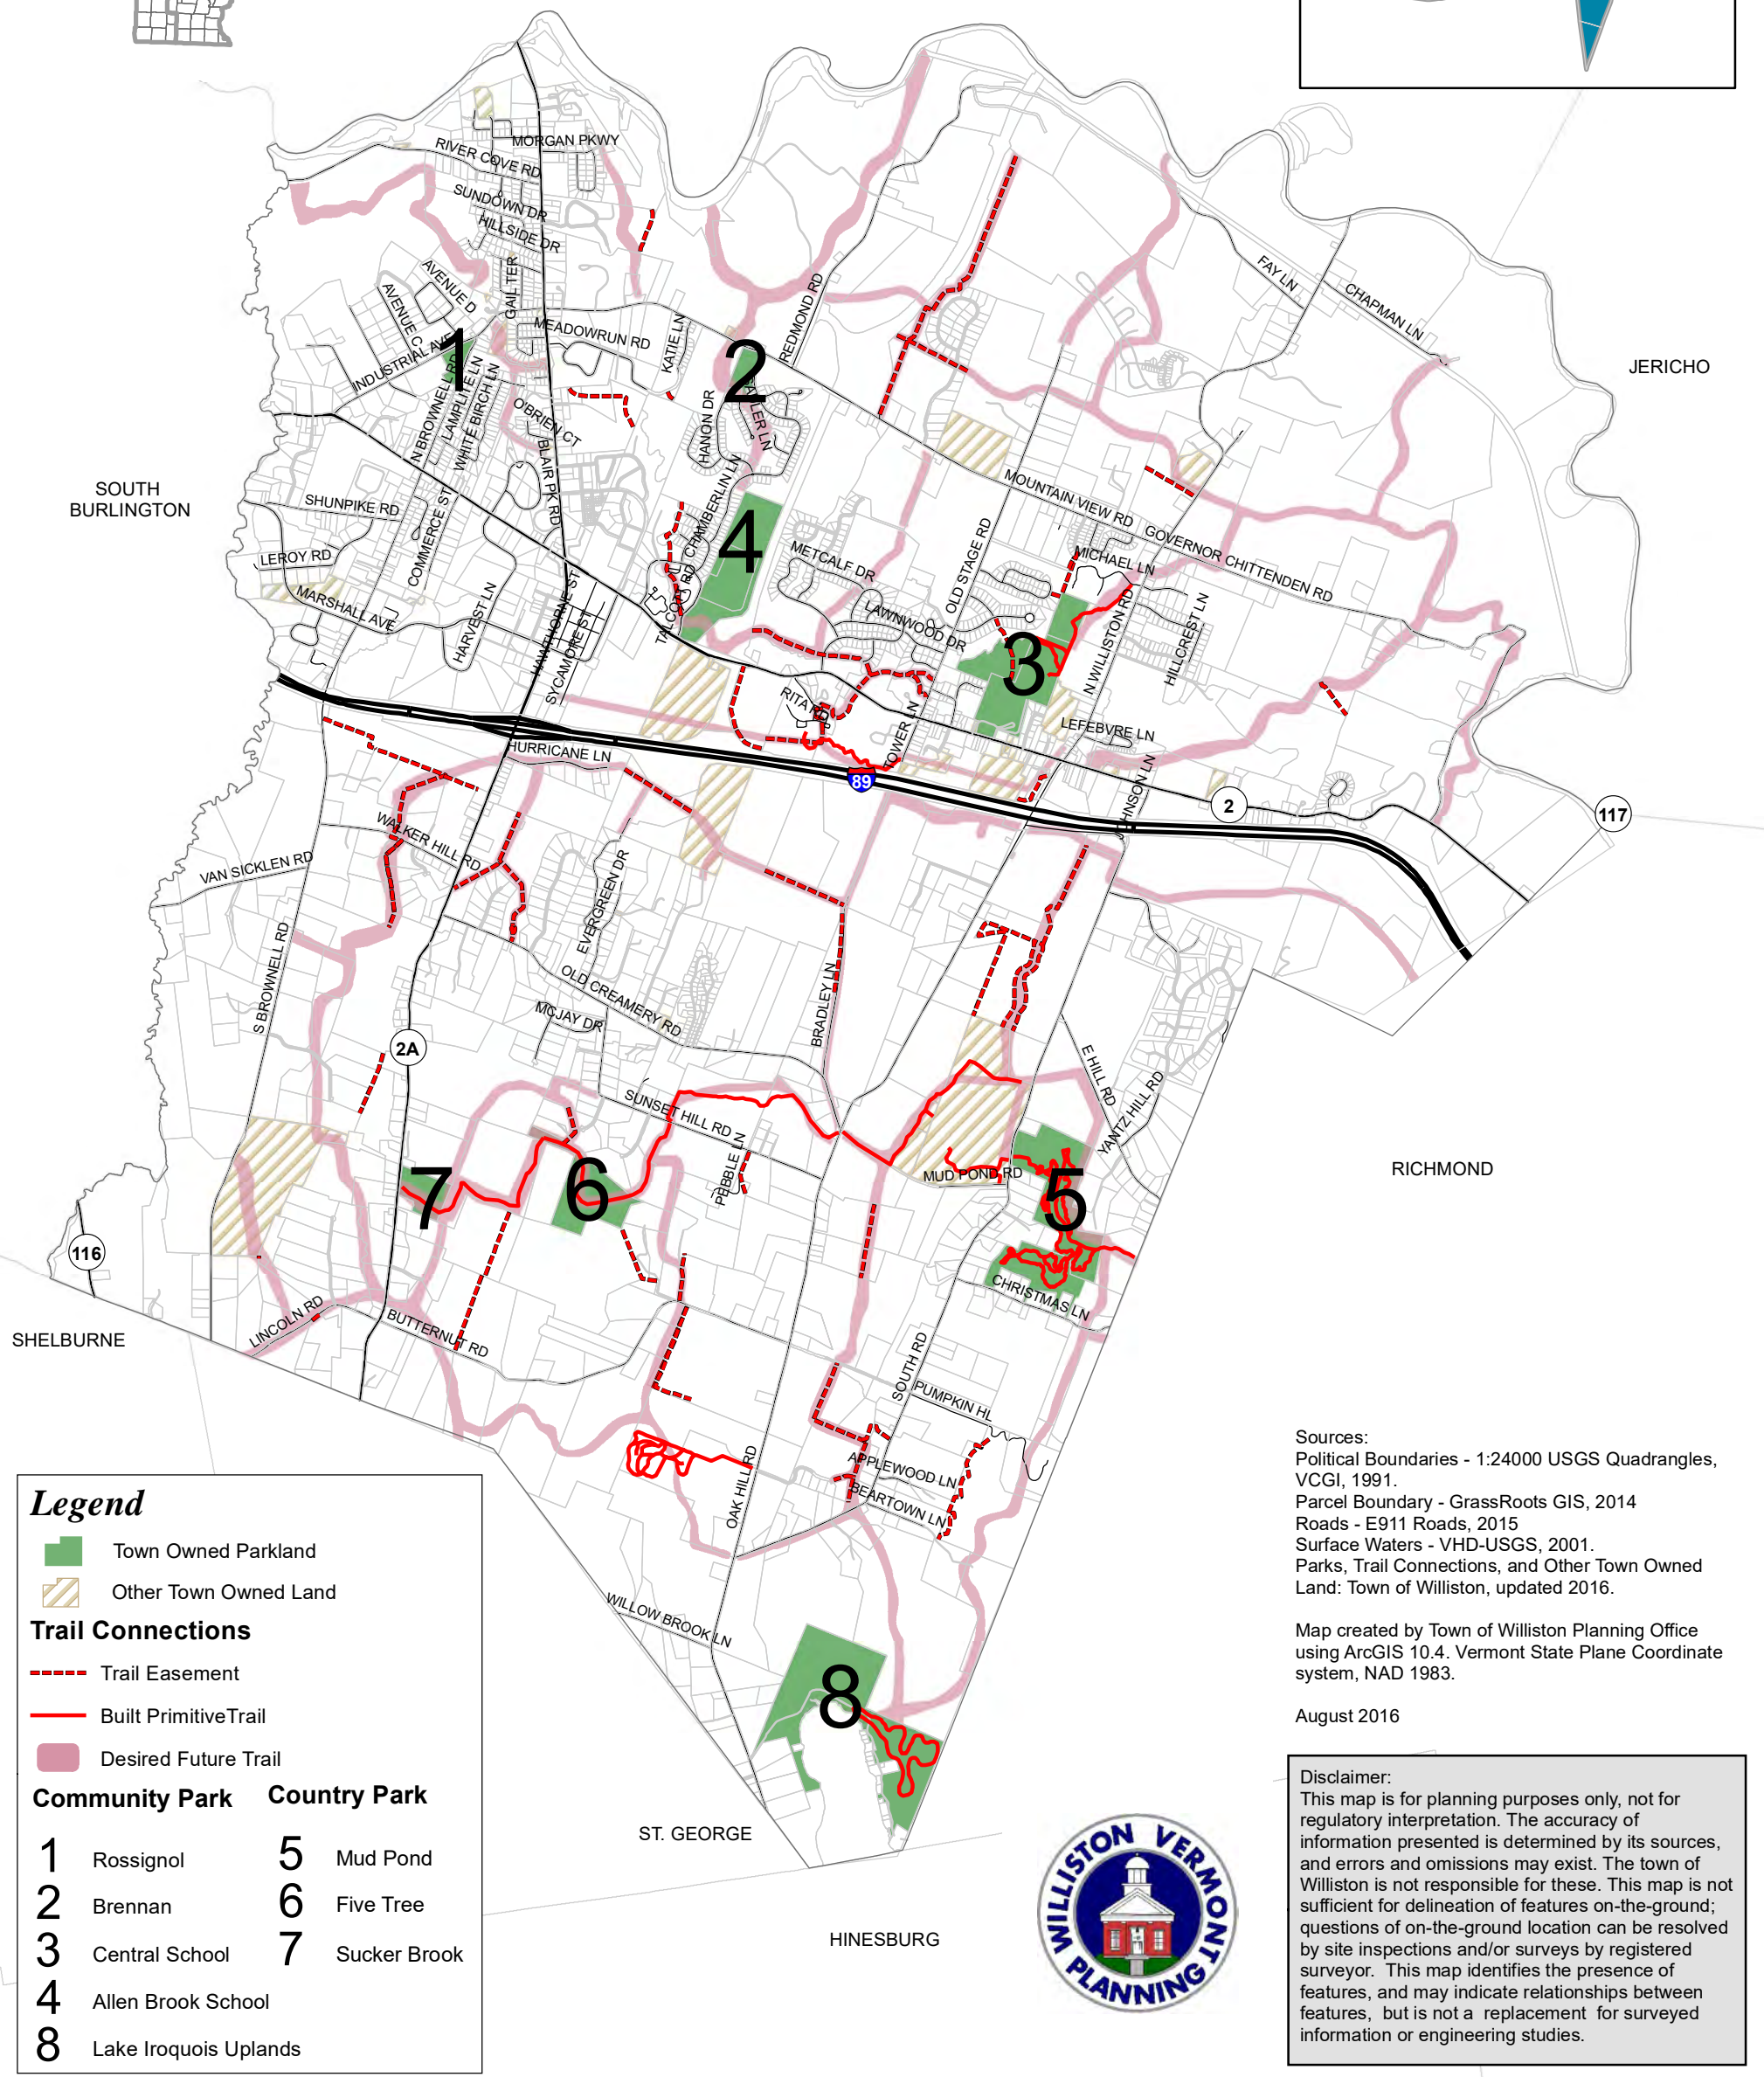 MORGAN PKWY
RIVER COVE RD
SUNDOWN DR
HILLSIDE DR
AVENUE D
AVENUE C
GAIL TER
INDUSTRIAL AVE
MEADOWRUN RD
KATIE LN
REDMOND RD
FAY LN
CHAPMAN LN
JERICHO
1
2
N BROWNELL RD
LAMPLITE LN
WHITE BIRCH LN
O'BRIEN CT
BLAIR PK RD
HANON DR
CHAMBERLIN LN
SOUTH
BURLINGTON
SHUNPIKE RD
LEROY RD
COMMERCE ST
MARSHALL AVE
HARVEST LN
HAWTHORNE ST
SYCAMORE ST
4
TALCOTT RD
METCALF DR
LAWNWOOD DR
OLD STAGE RD
MOUNTAIN VIEW RD
GOVERNOR CHITTENDEN RD
MICHAEL LN
3
N WILLISTON RD
HILLCREST LN
LEFEBVRE LN
RITA RD
TOWER LN
JOHNSON LN
HURRICANE LN
89
2
117
WALKER HILL RD
VAN SICKLEN RD
S BROWNELL RD
EVERGREEN DR
OLD CREAMERY RD
MCJAY DR
BRADLEY LN
2A
E HILL RD
YANTZ HILL RD
SUNSET HILL RD
PEBBLE LN
MUD POND RD
RICHMOND
7
6
5
116
CHRISTMAS LN
LINCOLN RD
BUTTERNUT RD
SHELBURNE
SOUTH RD
PUMPKIN HL
OAK HILL RD
APPLEWOOD LN
BEARTOWN LN
WILLOW BROOK LN
8
ST. GEORGE
HINESBURG
Legend
Town Owned Parkland
Other Town Owned Land
Trail Connections
Trail Easement
Built PrimitiveTrail
Desired Future Trail
Community Park Country Park
1 Rossignol 5 Mud Pond
2 Brennan 6 Five Tree
3 Central School 7 Sucker Brook
4 Allen Brook School
8 Lake Iroquois Uplands
WILLISTON VERMONT
PLANNING
Sources:
Political Boundaries - 1:24000 USGS Quadrangles,
VCGI, 1991.
Parcel Boundary - GrassRoots GIS, 2014
Roads - E911 Roads, 2015
Surface Waters - VHD-USGS, 2001.
Parks, Trail Connections, and Other Town Owned
Land: Town of Williston, updated 2016.
Map created by Town of Williston Planning Office
using ArcGIS 10.4. Vermont State Plane Coordinate
system, NAD 1983.
August 2016
Disclaimer:
This map is for planning purposes only, not for
regulatory interpretation. The accuracy of
information presented is determined by its sources,
and errors and omissions may exist. The town of
Williston is not responsible for these. This map is not
sufficient for delineation of features on-the-ground;
questions of on-the-ground location can be resolved
by site inspections and/or surveys by registered
surveyor. This map identifies the presence of
features, and may indicate relationships between
features, but is not a replacement for surveyed
information or engineering studies.